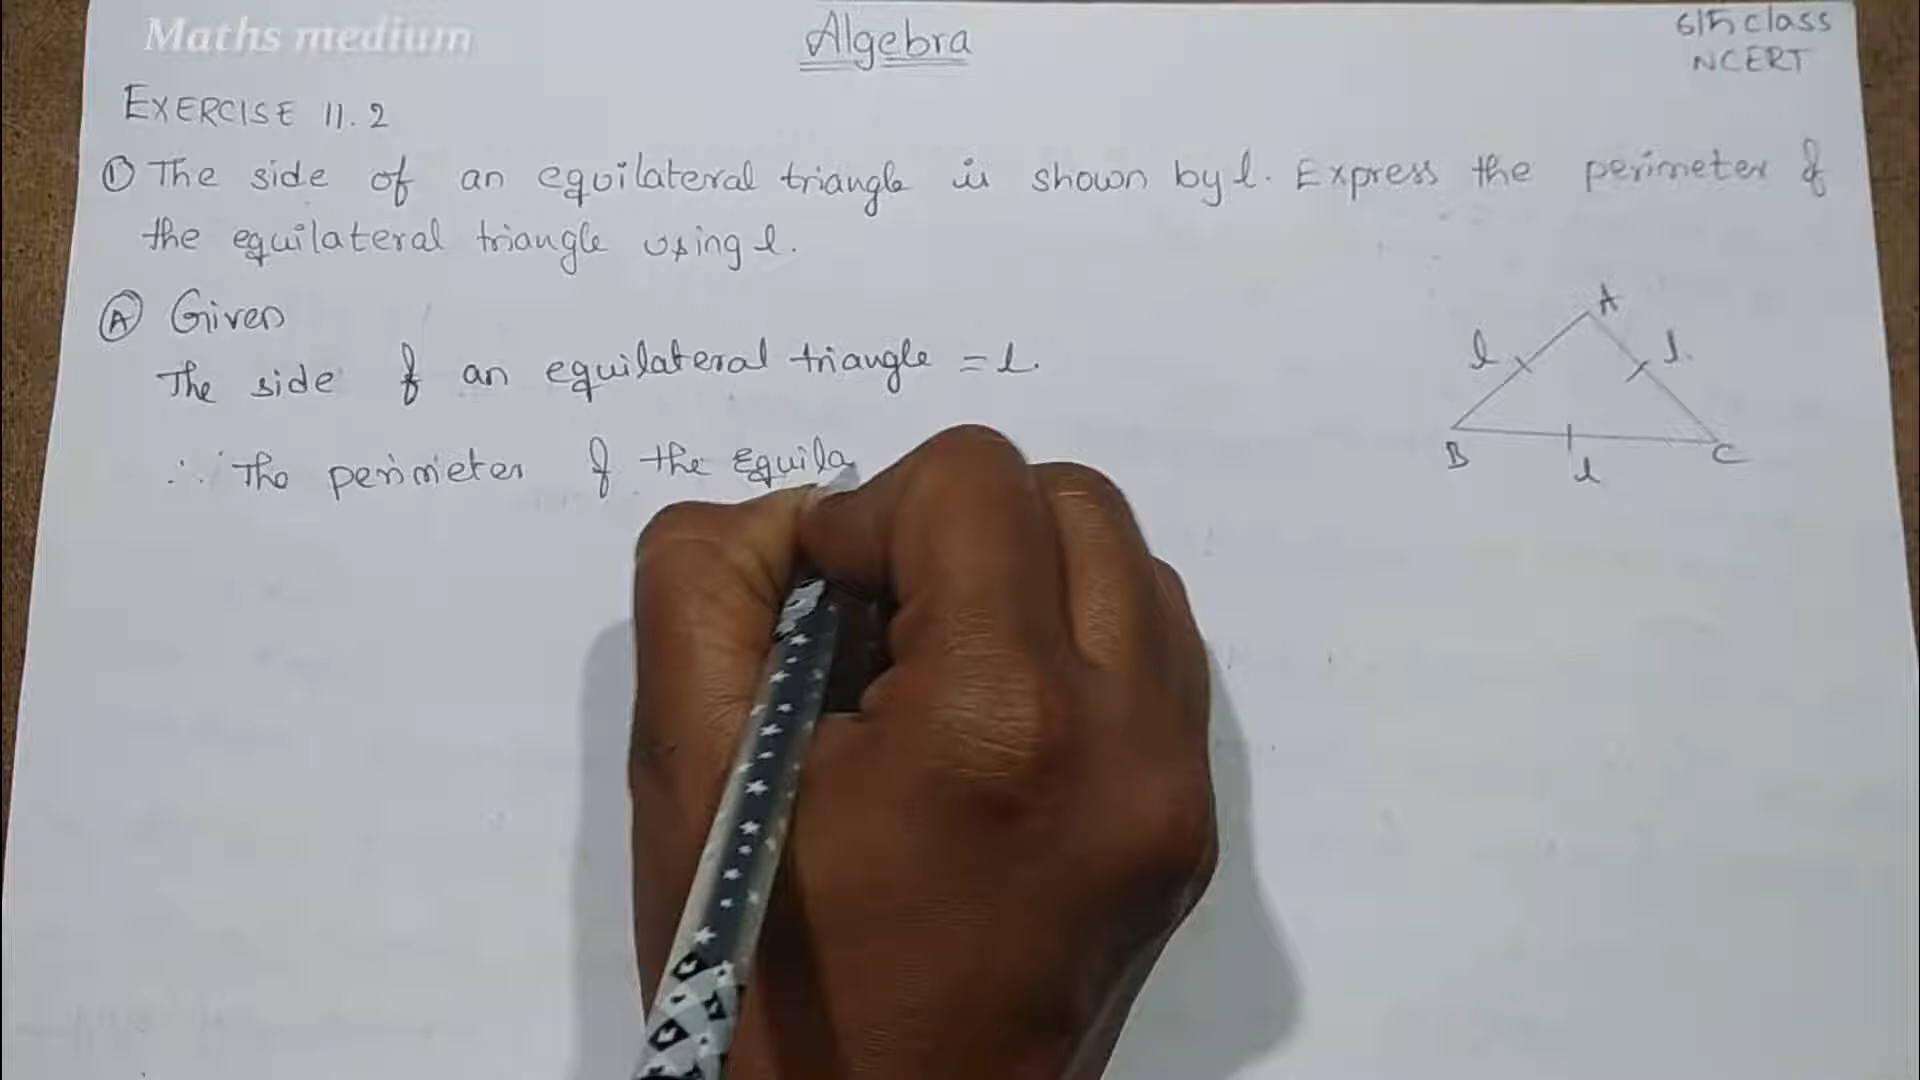 Maths medium
Algebra
6th class
NCERT
EXERCISE 11.2
① The side of an equilateral triangle is shown by l. Express the perimeter of
the equilateral triangle using l.
Ⓐ Given
The side of an equilateral triangle = l.
∴ The perimeter of the Equila
A
l
l.
B
l
C